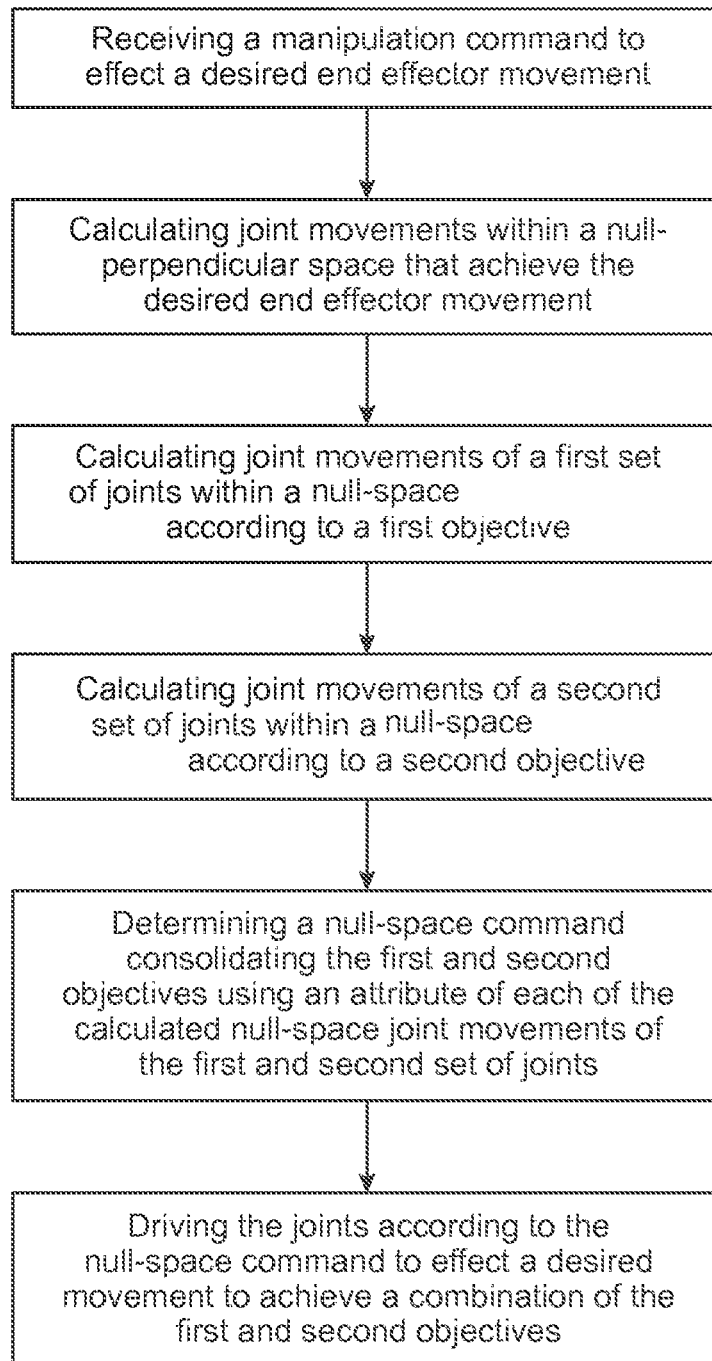 Receiving a manipulation command to
effect a desired end effector movement
Calculating joint movements within a null-
perpendicular space that achieve the
desired end effector movement
Calculating joint movements of a first set
of joints within a null-space
according to a first objective
Calculating joint movements of a second
set of joints within a null-space
according to a second objective
Determining a null-space command
consolidating the first and second
objectives using an attribute of each of the
calculated null-space joint movements of
the first and second set of joints
Driving the joints according to the
null-space command to effect a desired
movement to achieve a combination of the
first and second objectives